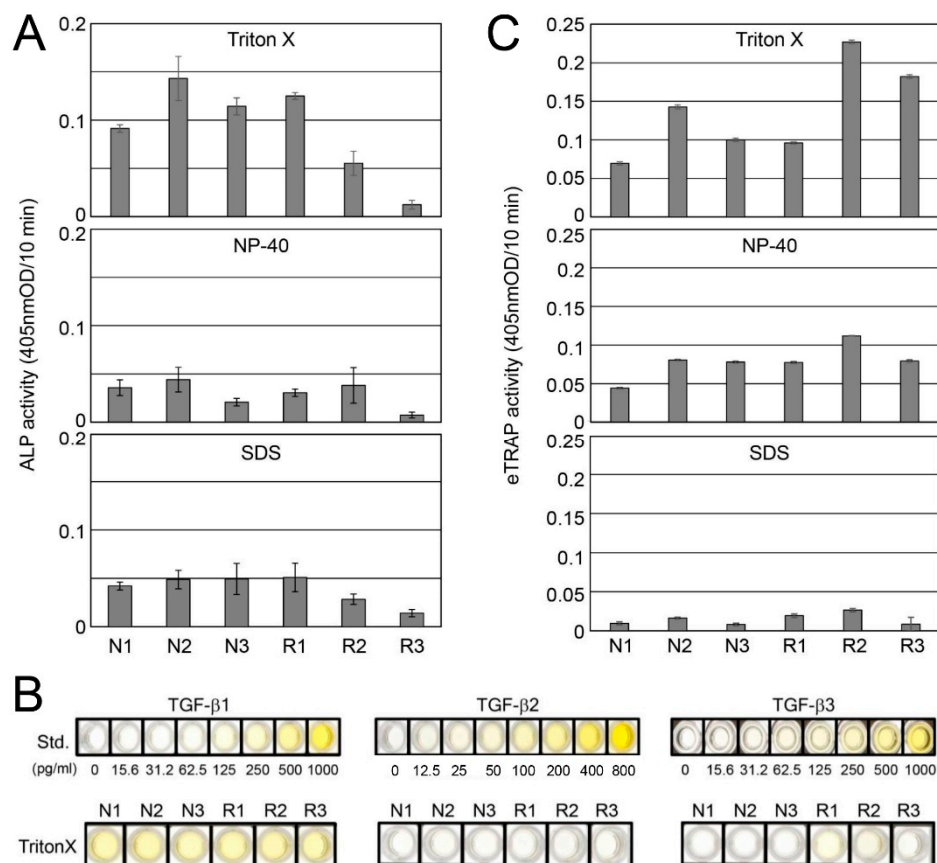 A
ALP activity (405nmOD/10 min)
Triton X
0.2
0.1
0
NP-40
0.2
0.1
0
SDS
0.2
0.1
0
N1 N2 N3 R1 R2 R3
C
eTRAP activity (405nmOD/10 min)
Triton X
0.25
0.2
0.15
0.1
0.05
0
NP-40
0.25
0.2
0.15
0.1
0.05
0
SDS
0.25
0.2
0.15
0.1
0.05
0
N1 N2 N3 R1 R2 R3
B
TGF-β1 TGF-β2 TGF-β3
Std.
(pg/ml) 0 15.6 31.2 62.5 125 250 500 1000 0 12.5 25 50 100 200 400 800 0 15.6 31.2 62.5 125 250 500 1000
N1 N2 N3 R1 R2 R3 N1 N2 N3 R1 R2 R3 N1 N2 N3 R1 R2 R3
TritonX